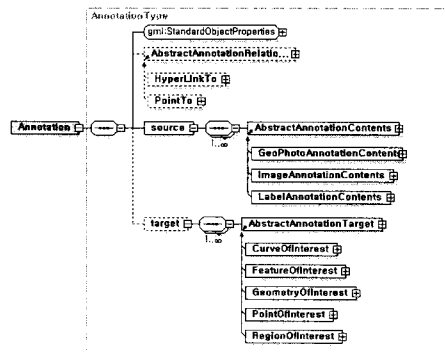 AnnotationType
gml:StandardObjectProperties
AbstractAnnotationRelatio...
HyperLinkTo
PointTo
Annotation
source
AbstractAnnotationContents
1..∞
GeoPhotoAnnotationContents
ImageAnnotationContents
LabelAnnotationContents
target
AbstractAnnotationTarget
1..∞
CurveOfInterest
FeatureOfInterest
GeometryOfInterest
PointOfInterest
RegionOfInterest